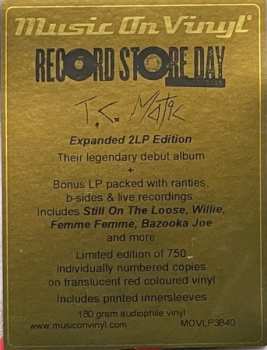 Music On Vinyl®
RECORD STORE DAY
T.C. Matic
Expanded 2LP Edition
Their legendary debut album
+
Bonus LP packed with rarities,
b-sides & live recordings
Includes Still On The Loose, Willie,
Femme Femme, Bazooka Joe
and more
Limited edition of 750
individually numbered copies
on translucent red coloured vinyl
Includes printed innersleeves
180 gram audiophile vinyl
www.musiconvinyl.com MOVLP3840